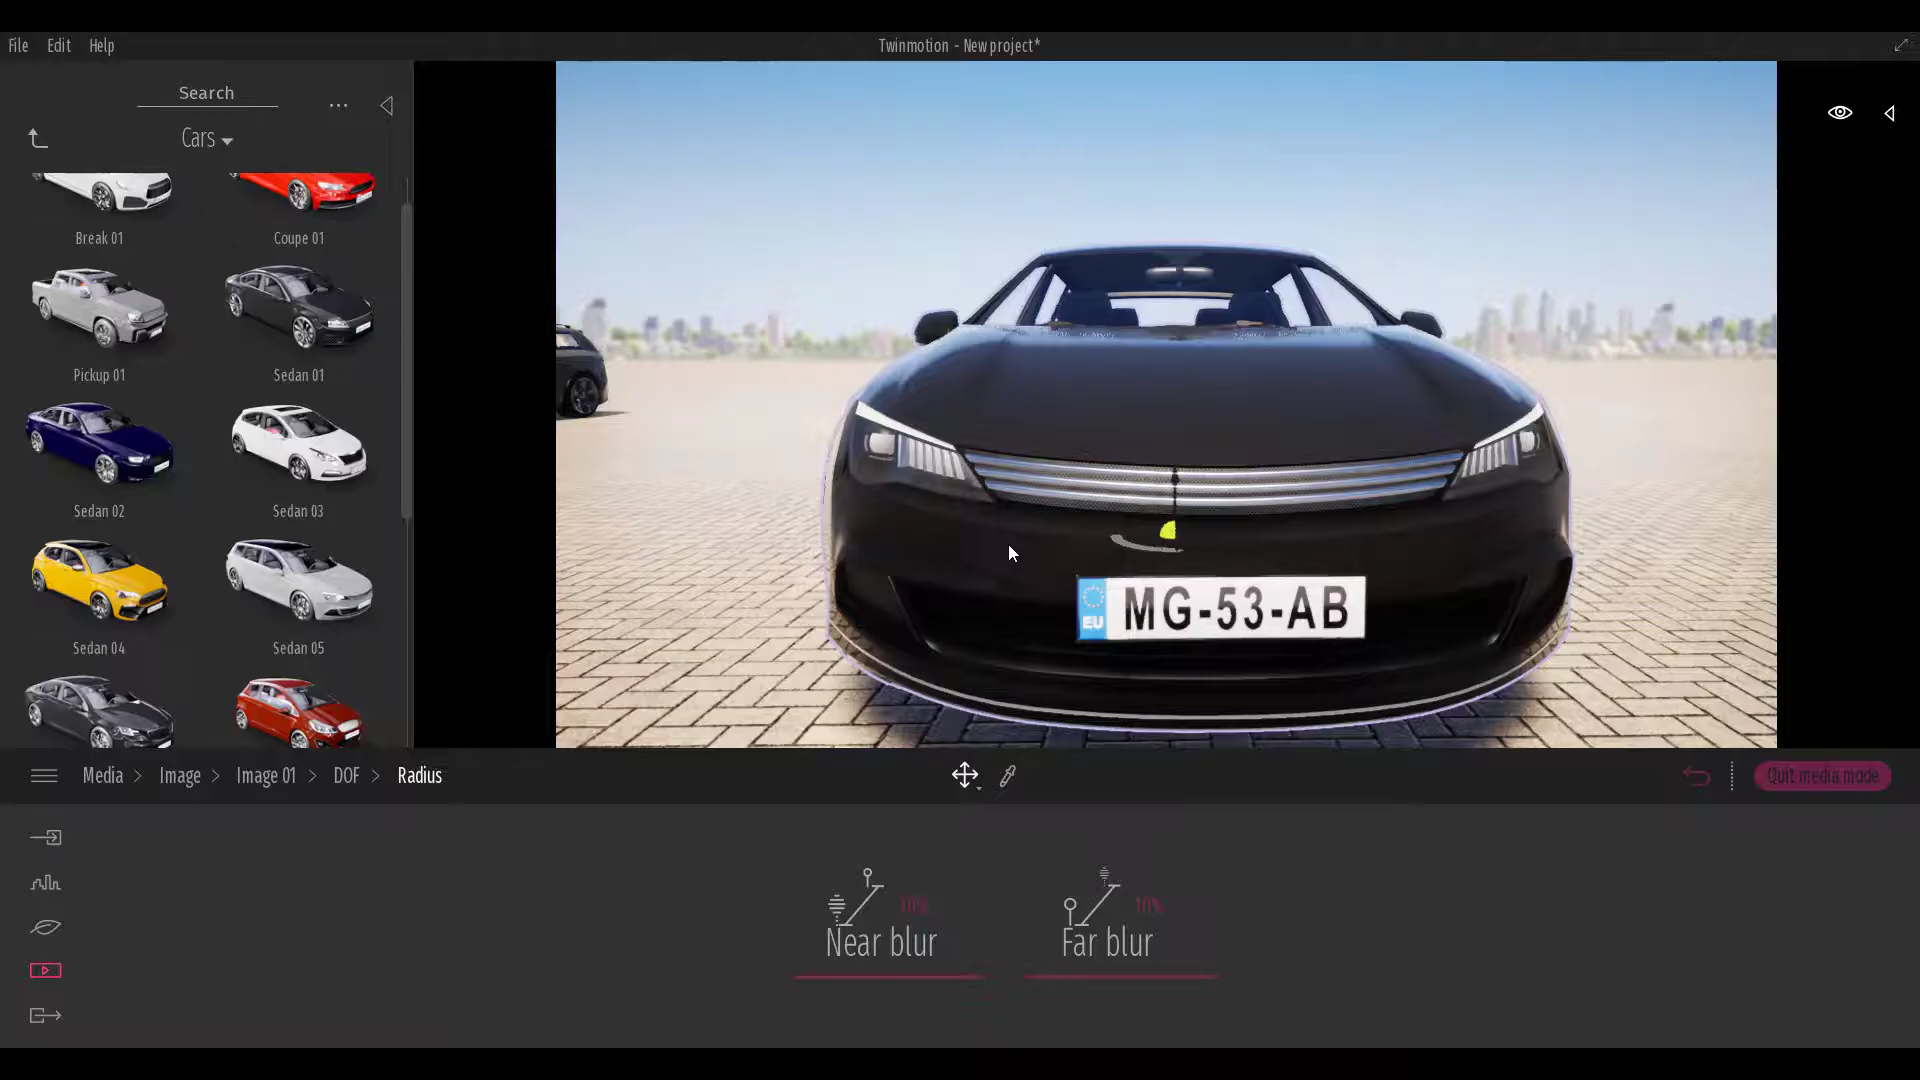 File Edit Help
Twinmotion - New project*
Search
...
Cars
Break 01
Coupe 01
Pickup 01
Sedan 01
Sedan 02
Sedan 03
Sedan 04
Sedan 05
EU MG-53-AB
Media > Image > Image 01 > DOF > Radius
Quit media mode
10%
10%
Near blur
Far blur